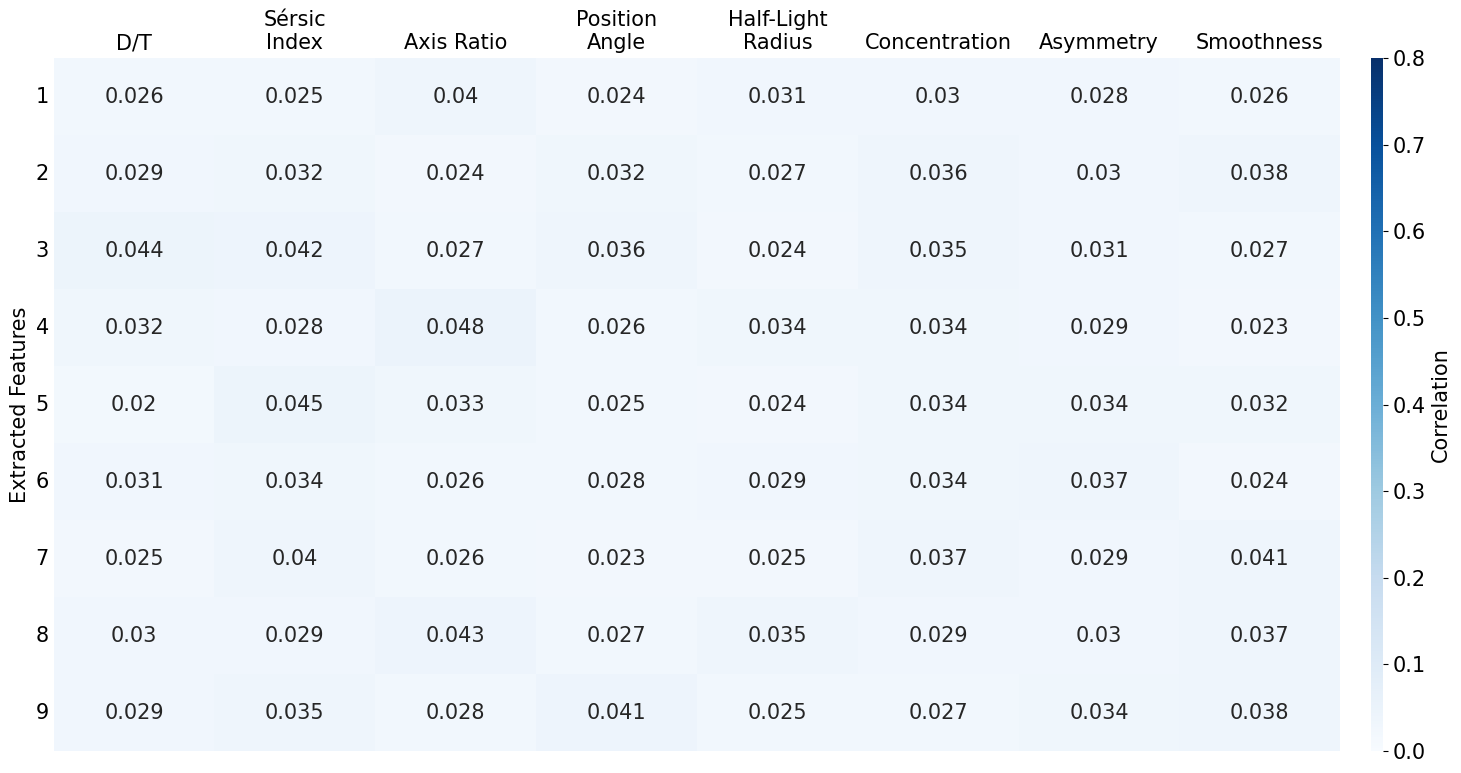 Sérsic Position Half-Light
D/T Index Axis Ratio Angle Radius Concentration Asymmetry Smoothness
1 0.026 0.025 0.04 0.024 0.031 0.03 0.028 0.026
2 0.029 0.032 0.024 0.032 0.027 0.036 0.03 0.038
3 0.044 0.042 0.027 0.036 0.024 0.035 0.031 0.027
4 0.032 0.028 0.048 0.026 0.034 0.034 0.029 0.023
5 0.02 0.045 0.033 0.025 0.024 0.034 0.034 0.032
6 0.031 0.034 0.026 0.028 0.029 0.034 0.037 0.024
7 0.025 0.04 0.026 0.023 0.025 0.037 0.029 0.041
8 0.03 0.029 0.043 0.027 0.035 0.029 0.03 0.037
9 0.029 0.035 0.028 0.041 0.025 0.027 0.034 0.038
Extracted Features
0.8
0.7
0.6
0.5
0.4
0.3
0.2
0.1
0.0
Correlation